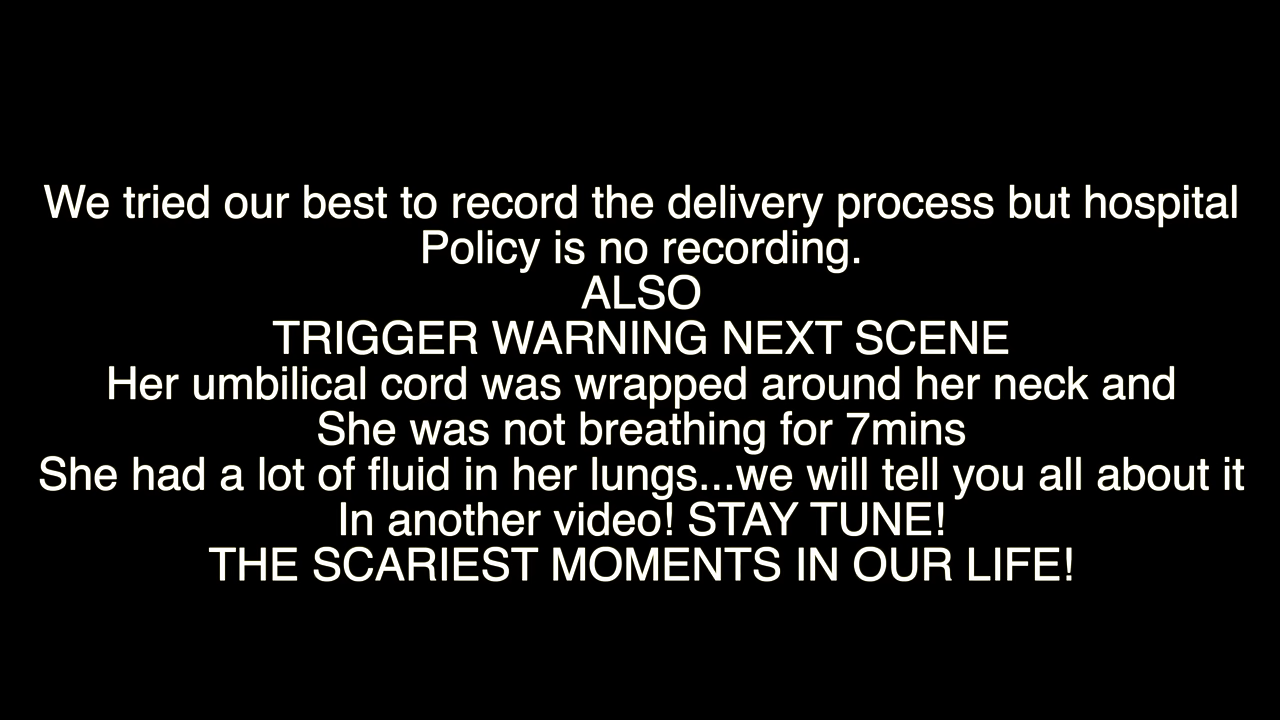 We tried our best to record the delivery process but hospital
Policy is no recording.
ALSO
TRIGGER WARNING NEXT SCENE
Her umbilical cord was wrapped around her neck and
She was not breathing for 7mins
She had a lot of fluid in her lungs...we will tell you all about it
In another video! STAY TUNE!
THE SCARIEST MOMENTS IN OUR LIFE!